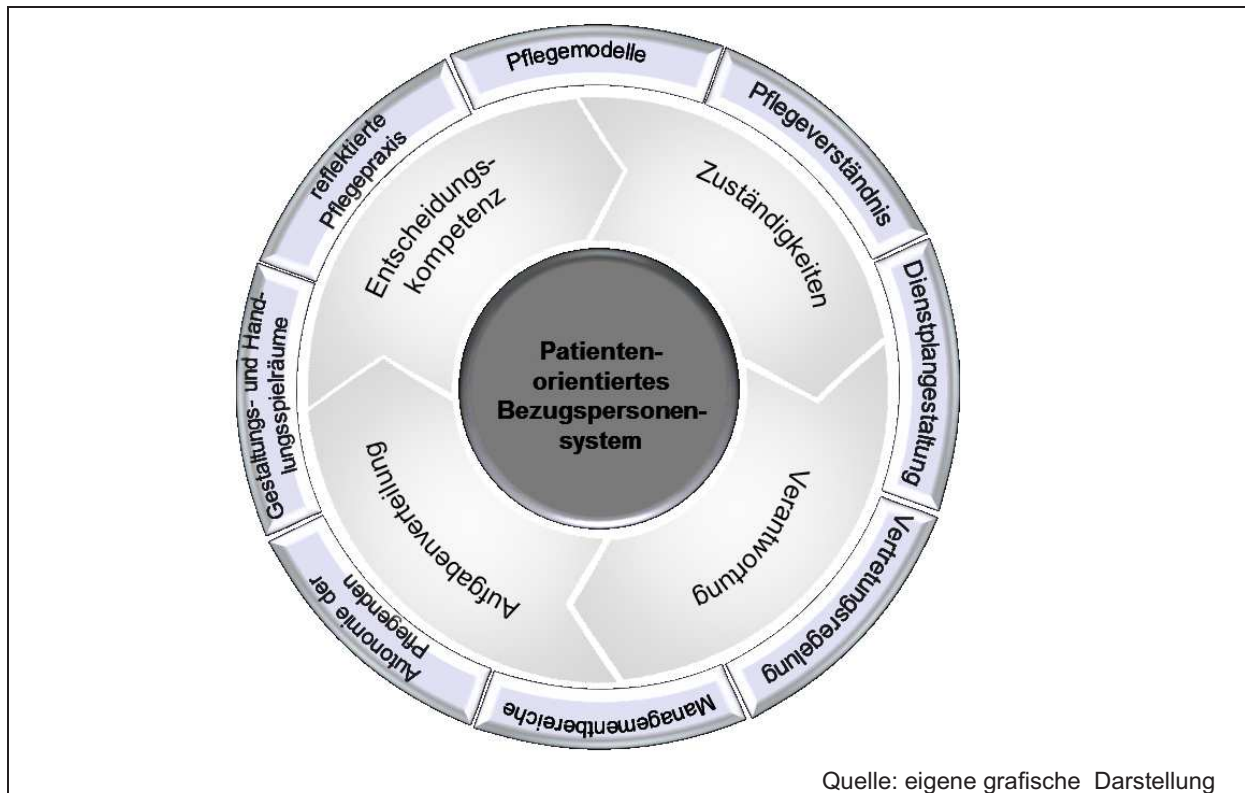 Pflegemodelle
Pflegeverständnis
Dienstplangestaltung
Vertretungsregelung
Managementbereiche
Autonomie der
Pflegenden
Gestaltungs- und Hand-
lungsspielräume
reflektierte
Pflegepraxis
Entscheidungs-
kompetenz
Zuständigkeiten
Verantwortung
Aufgabenverteilung
Patienten-
orientiertes
Bezugspersonen-
system
Quelle: eigene grafische Darstellung